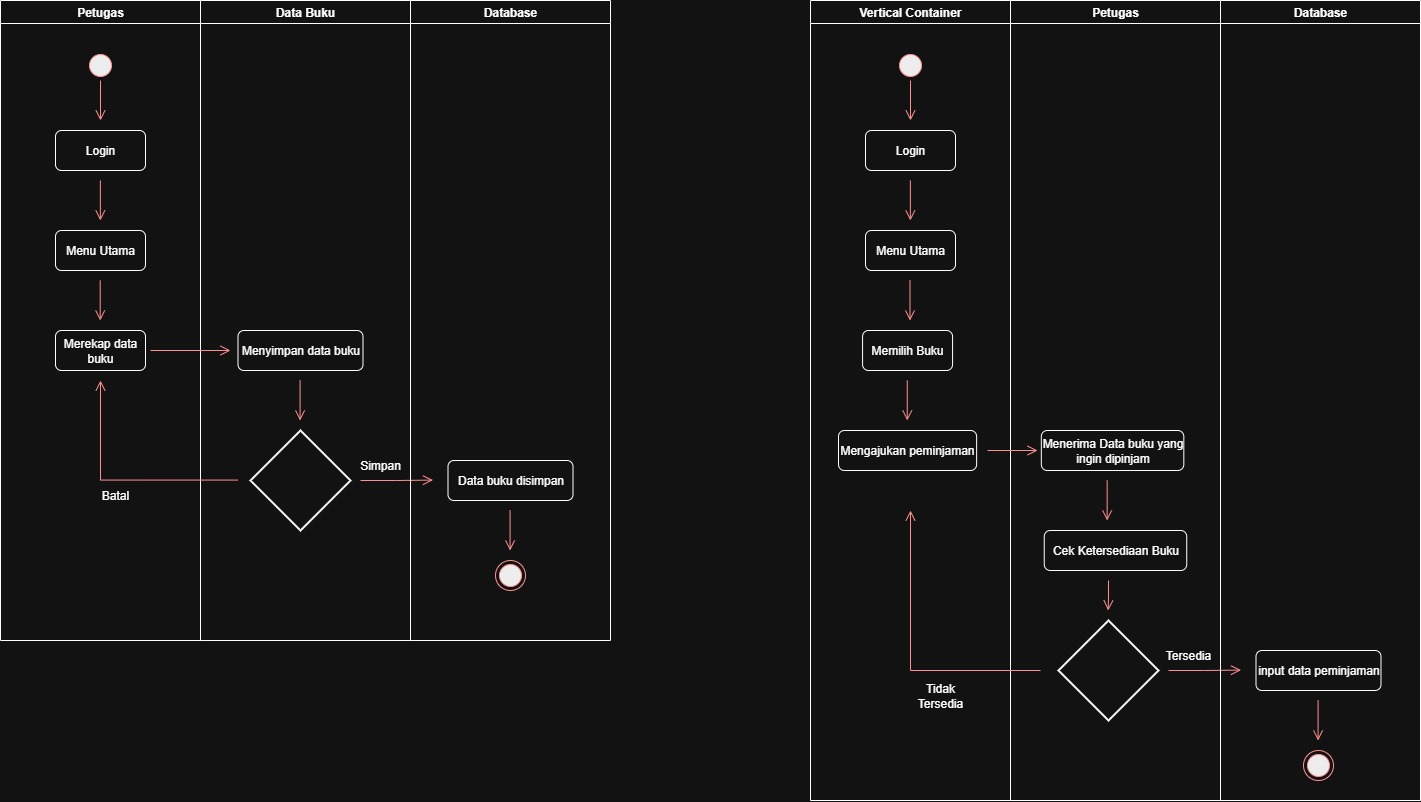 Petugas
Data Buku
Database
Login
Menu Utama
Merekap data
buku
Menyimpan data buku
Simpan
Batal
Data buku disimpan
Vertical Container
Petugas
Database
Login
Menu Utama
Memilih Buku
Mengajukan peminjaman
Menerima Data buku yang
ingin dipinjam
Cek Ketersediaan Buku
Tersedia
Tidak
Tersedia
input data peminjaman